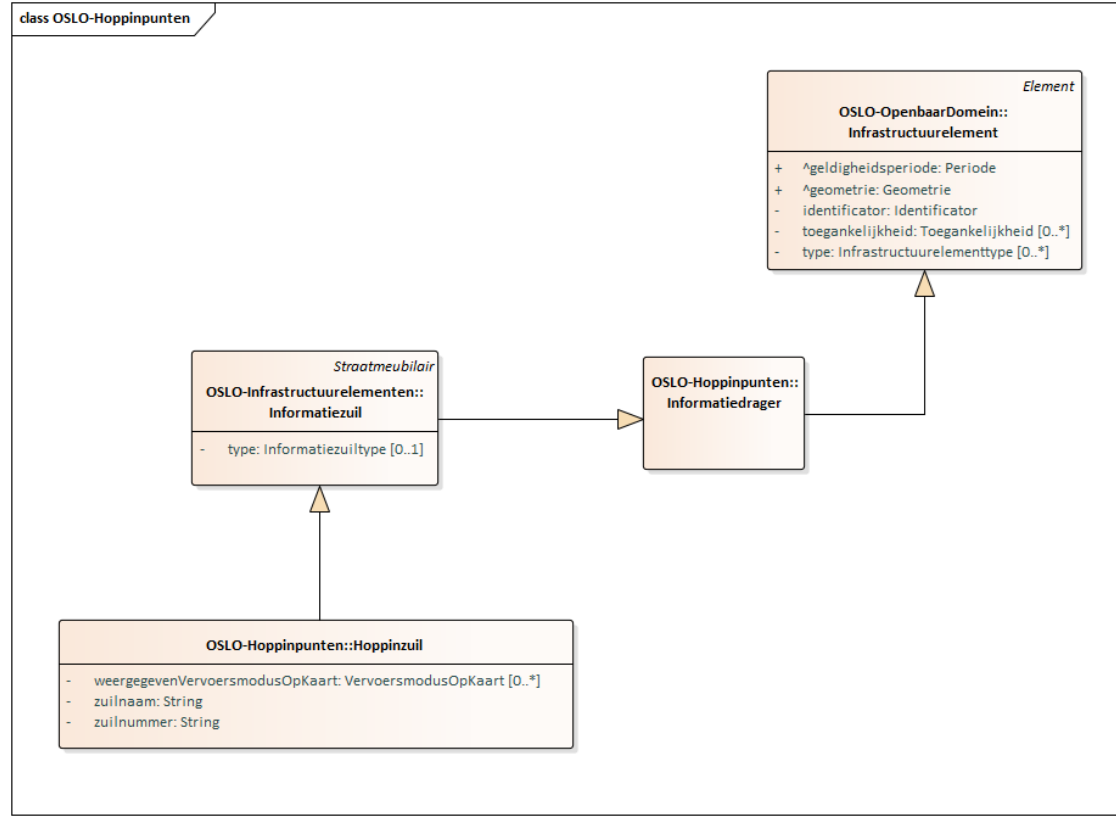 class OSLO-Hoppinpunten
Element
OSLO-OpenbaarDomein::
Infrastructuurelement
+ ^geldigheidsperiode: Periode
+ ^geometrie: Geometrie
- identificator: Identificator
- toegankelijkheid: Toegankelijkheid [0..*]
- type: Infrastructuurelementtype [0..*]
Straatmeubilair
OSLO-Infrastructuurelementen::
Informatiezuil
- type: Informatiezuiltype [0..1]
OSLO-Hoppinpunten::
Informatiedrager
OSLO-Hoppinpunten::Hoppinzuil
- weergegevenVervoersmodusOpKaart: VervoersmodusOpKaart [0..*]
- zuilnaam: String
- zuilnummer: String